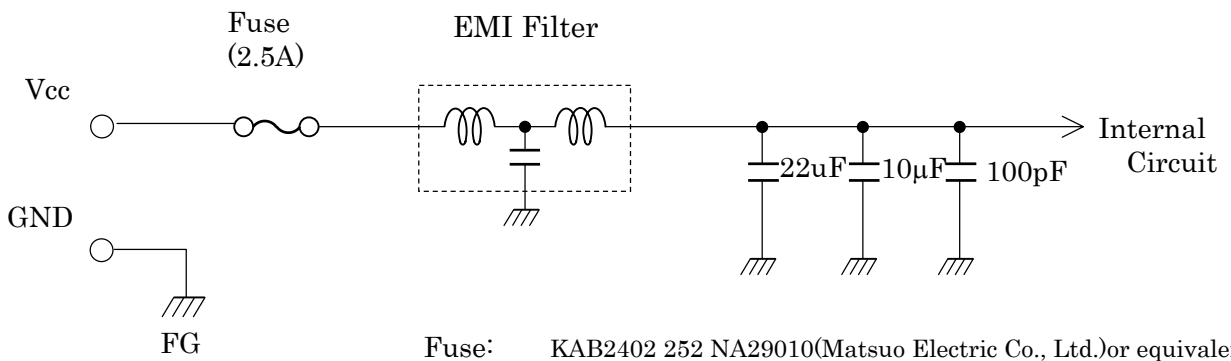 Fuse
(2.5A)
EMI Filter
Vcc
Internal
Circuit
22uF
10µF
100pF
GND
FG
Fuse: KAB2402 252 NA29010(Matsuo Electric Co., Ltd.)or